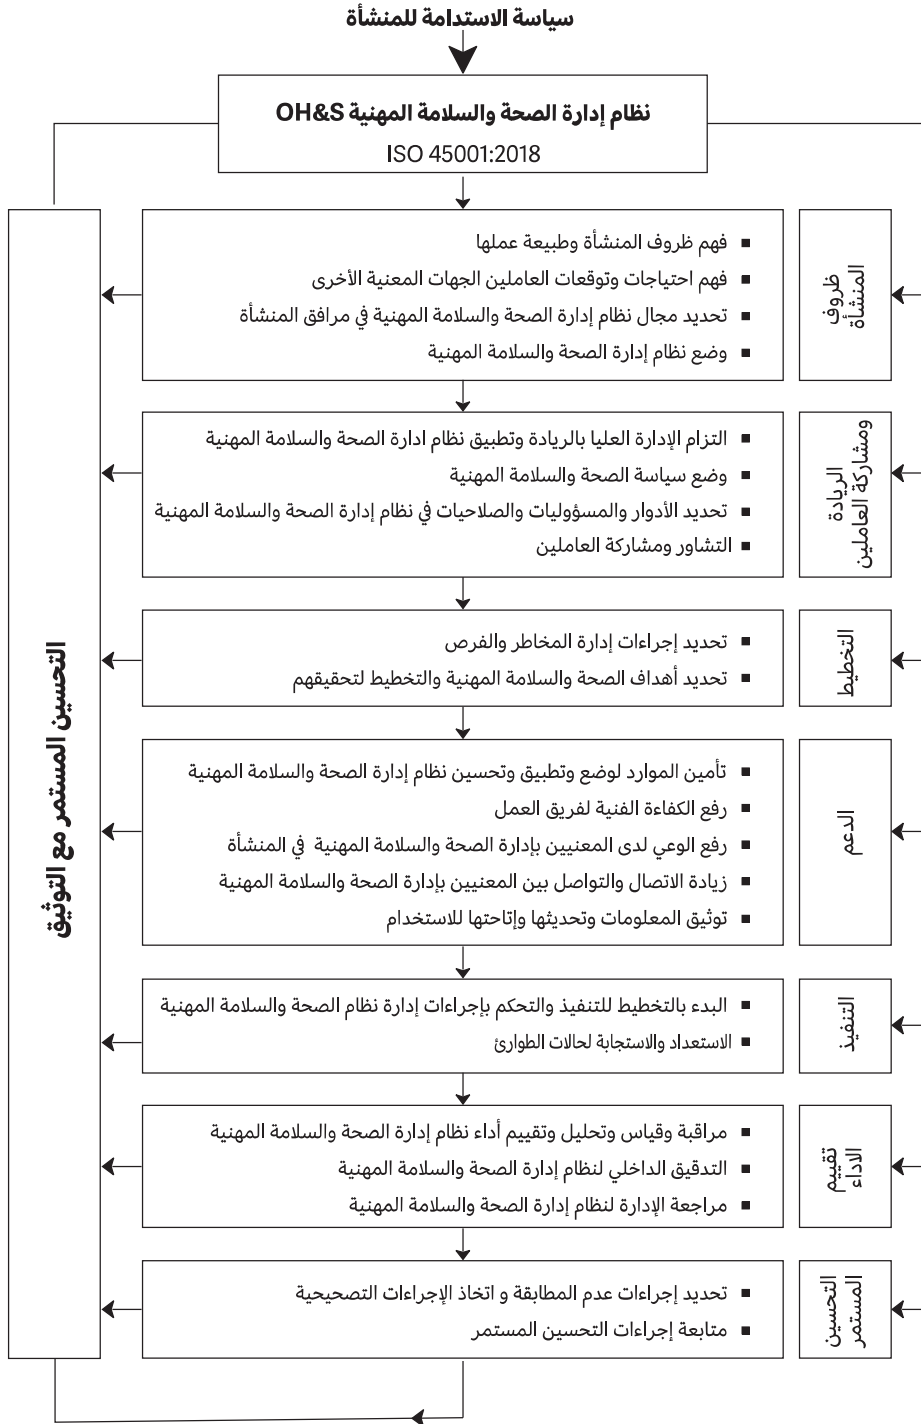 سياسة الاستدامة للمنشأة
نظام إدارة الصحة والسلامة المهنية OH&S
ISO 45001:2018
ظروف
المنشأة
▪ فهم ظروف المنشأة وطبيعة عملها
▪ فهم احتياجات وتوقعات العاملين الجهات المعنية الأخرى
▪ تحديد مجال نظام إدارة الصحة والسلامة المهنية في مرافق المنشأة
▪ وضع نظام إدارة الصحة والسلامة المهنية
الريادة
ومشاركة العاملين
▪ التزام الإدارة العليا بالريادة وتطبيق نظام ادارة الصحة والسلامة المهنية
▪ وضع سياسة الصحة والسلامة المهنية
▪ تحديد الأدوار والمسؤوليات والصلاحيات في نظام إدارة الصحة والسلامة المهنية
▪ التشاور ومشاركة العاملين
التخطيط
▪ تحديد إجراءات إدارة المخاطر والفرص
▪ تحديد أهداف الصحة والسلامة المهنية والتخطيط لتحقيقهم
الدعم
▪ تأمين الموارد لوضع وتطبيق وتحسين نظام إدارة الصحة والسلامة المهنية
▪ رفع الكفاءة الفنية لفريق العمل
▪ رفع الوعي لدى المعنيين بإدارة الصحة والسلامة المهنية في المنشأة
▪ زيادة الاتصال والتواصل بين المعنيين بإدارة الصحة والسلامة المهنية
▪ توثيق المعلومات وتحديثها وإتاحتها للاستخدام
التنفيذ
▪ البدء بالتخطيط للتنفيذ والتحكم بإجراءات إدارة نظام الصحة والسلامة المهنية
▪ الاستعداد والاستجابة لحالات الطوارئ
تقييم
الاداء
▪ مراقبة وقياس وتحليل وتقييم أداء نظام إدارة الصحة والسلامة المهنية
▪ التدقيق الداخلي لنظام إدارة الصحة والسلامة المهنية
▪ مراجعة الإدارة لنظام إدارة الصحة والسلامة المهنية
التحسين
المستمر
▪ تحديد إجراءات عدم المطابقة و اتخاذ الإجراءات التصحيحية
▪ متابعة إجراءات التحسين المستمر
التحسين المستمر مع التوثيق